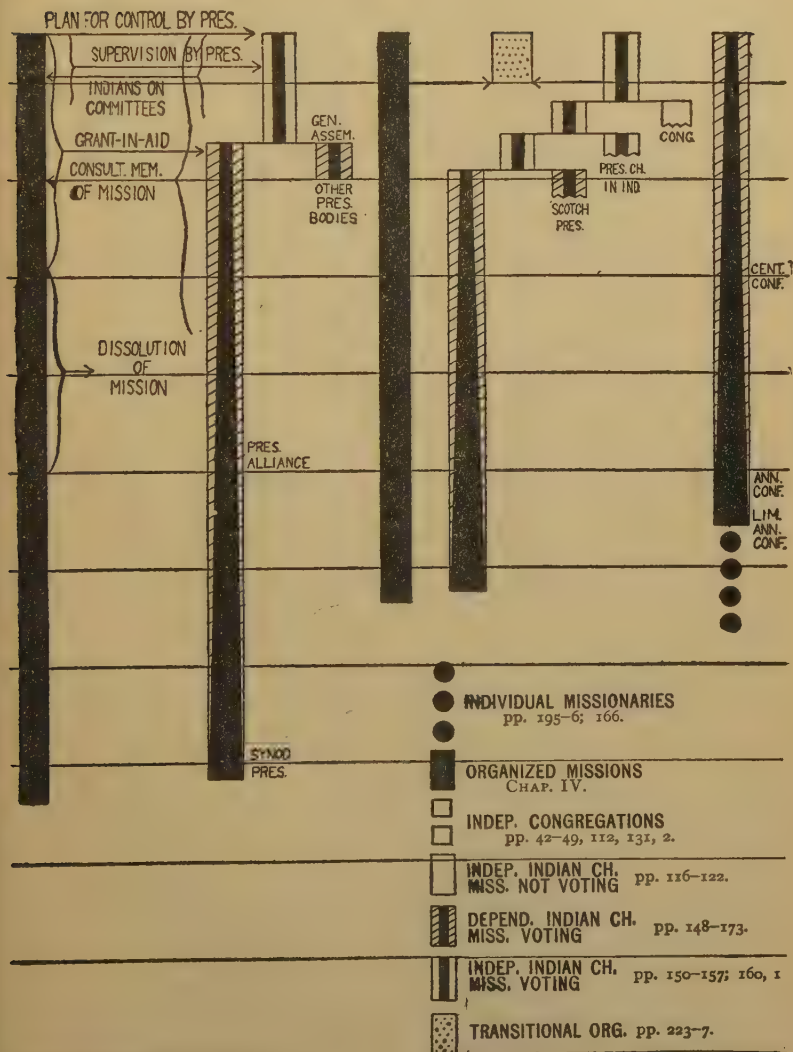 PLAN FOR CONTROL BY PRES.
SUPERVISION BY PRES.
INDIANS ON
COMMITTEES
GRANT-IN-AID
CONSULT. MEM.
OF MISSION
GEN.
ASSEM.
OTHER
PRES.
BODIES
CONG.
PRES. CH.
IN IND.
SCOTCH
PRES.
CENT.
CONF.
DISSOLUTION
OF
MISSION
PRES.
ALLIANCE
ANN.
CONF.
LIM.
ANN.
CONF.
SYNOD
PRES.
INDIVIDUAL MISSIONARIES
pp. 195–6; 166.
ORGANIZED MISSIONS
CHAP. IV.
INDEP. CONGREGATIONS
pp. 42–49, 112, 131, 2.
INDEP. INDIAN CH.
MISS. NOT VOTING pp. 116–122.
DEPEND. INDIAN CH.
MISS. VOTING pp. 148–173.
INDEP. INDIAN CH.
MISS. VOTING pp. 150–157; 160, 1
TRANSITIONAL ORG. pp. 223–7.